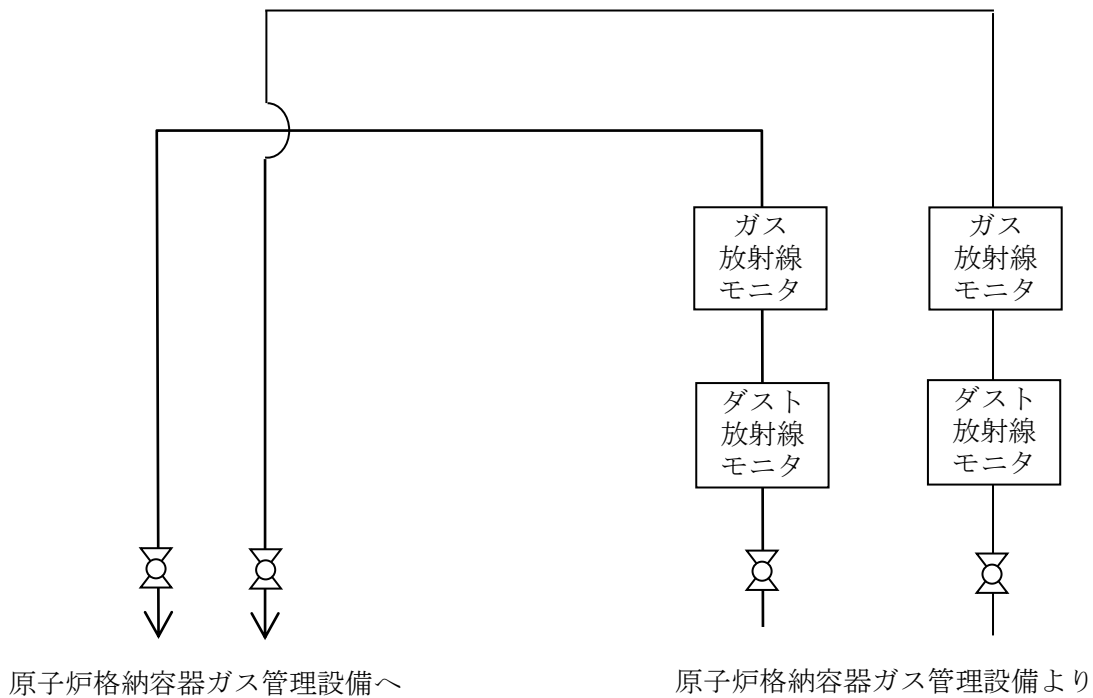 ガス
放射線
モニタ
ガス
放射線
モニタ
ダスト
放射線
モニタ
ダスト
放射線
モニタ
原子炉格納容器ガス管理設備へ
原子炉格納容器ガス管理設備より